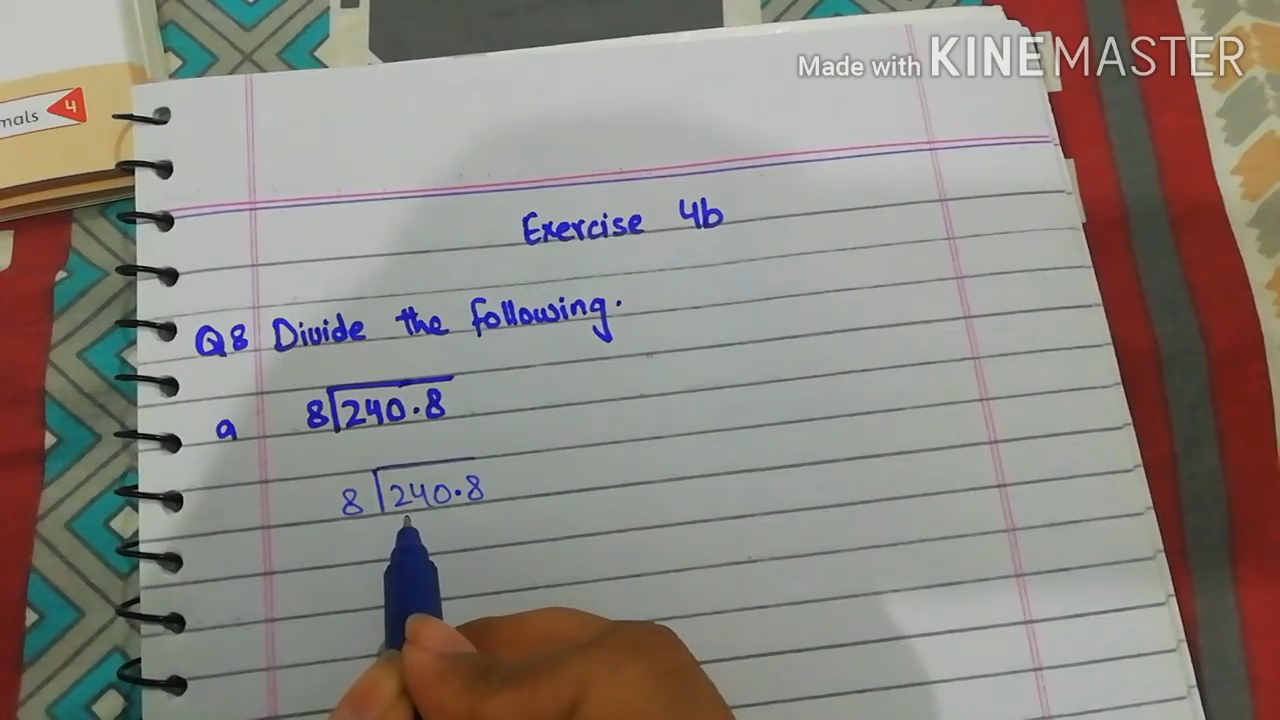 Made with KINEMASTER
mals 4
Exercise 4b
Q8 Divide the following.
a 8 240.8
8 240.8